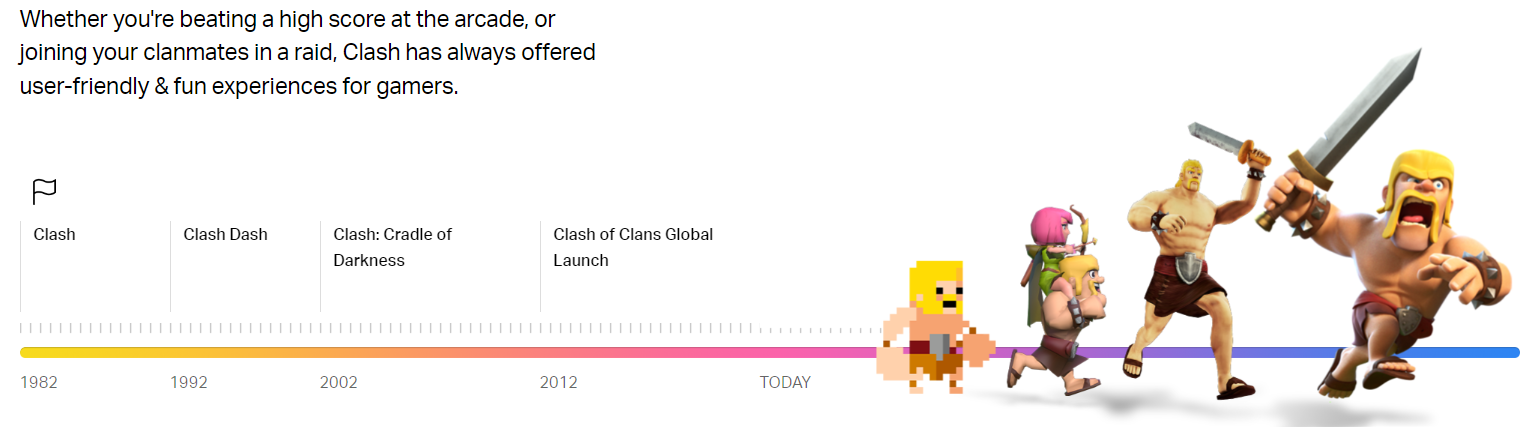 Whether you're beating a high score at the arcade, or
joining your clanmates in a raid, Clash has always offered
user-friendly & fun experiences for gamers.
Clash
Clash Dash
Clash: Cradle of
Darkness
Clash of Clans Global
Launch
1982
1992
2002
2012
TODAY